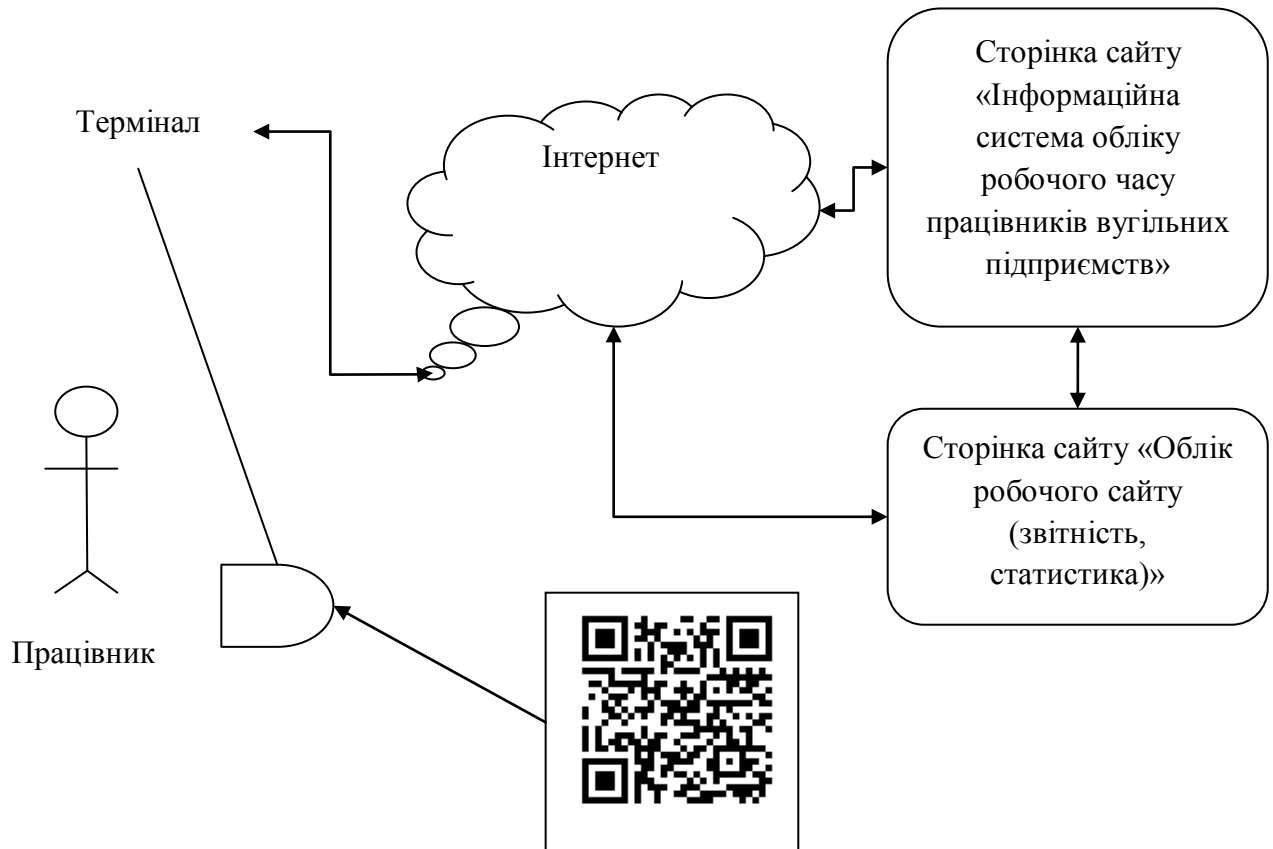 Термінал
Інтернет
Сторінка сайту
«Інформаційна
система обліку
робочого часу
працівників вугільних
підприємств»
Сторінка сайту «Облік
робочого сайту
(звітність,
статистика)»
Працівник